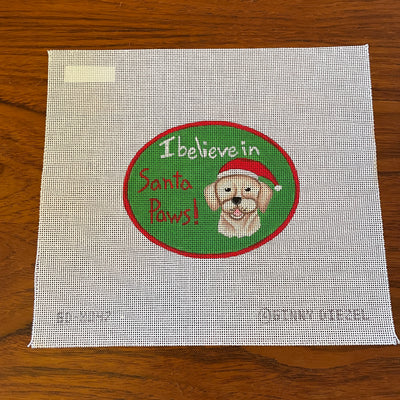 I believe in
Santa
Paws!
©GINNY DIEZEL